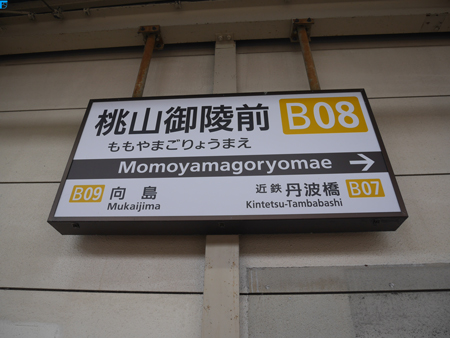 桃山御陵前 B08
ももやまごりょうまえ
Momoyamagoryomae →
B09 向島 近鉄丹波橋 B07
Mukaijima Kintetsu-Tambabashi